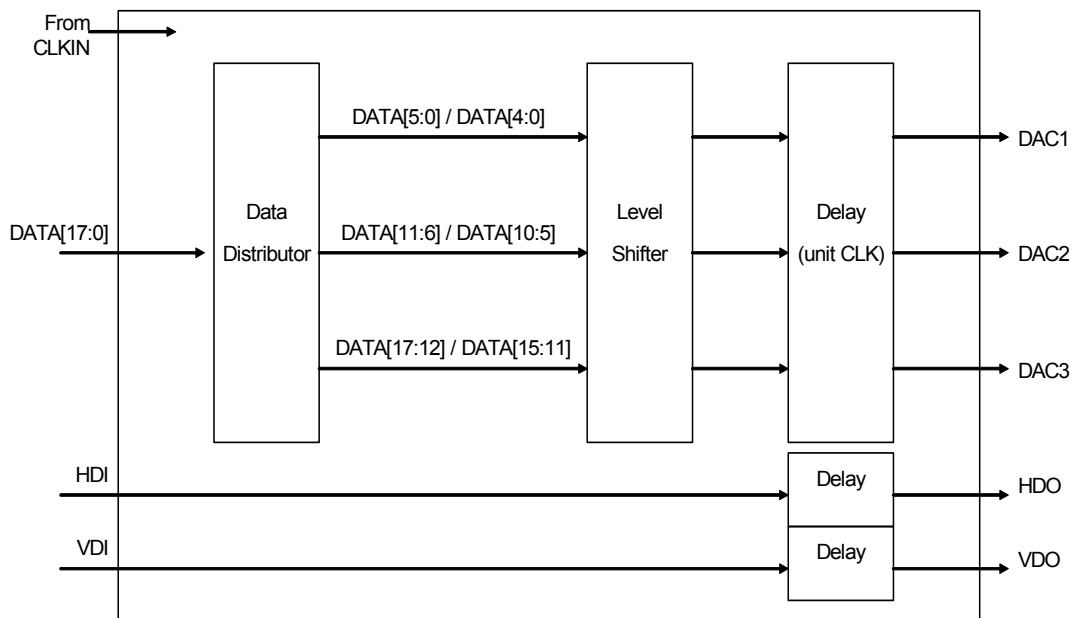 From
CLKIN
DATA[5:0] / DATA[4:0]
DAC1
DATA[17:0]
Data
Distributor
DATA[11:6] / DATA[10:5]
Level
Shifter
Delay
(unit CLK)
DAC2
DATA[17:12] / DATA[15:11]
DAC3
HDI
Delay
HDO
VDI
Delay
VDO